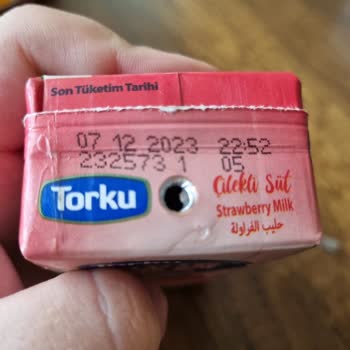 Son Tüketim Tarihi
07 12 2023 22:52
232573 1 05
Torku
Çilekli Süt
Strawberry Milk
حليب الفراولة